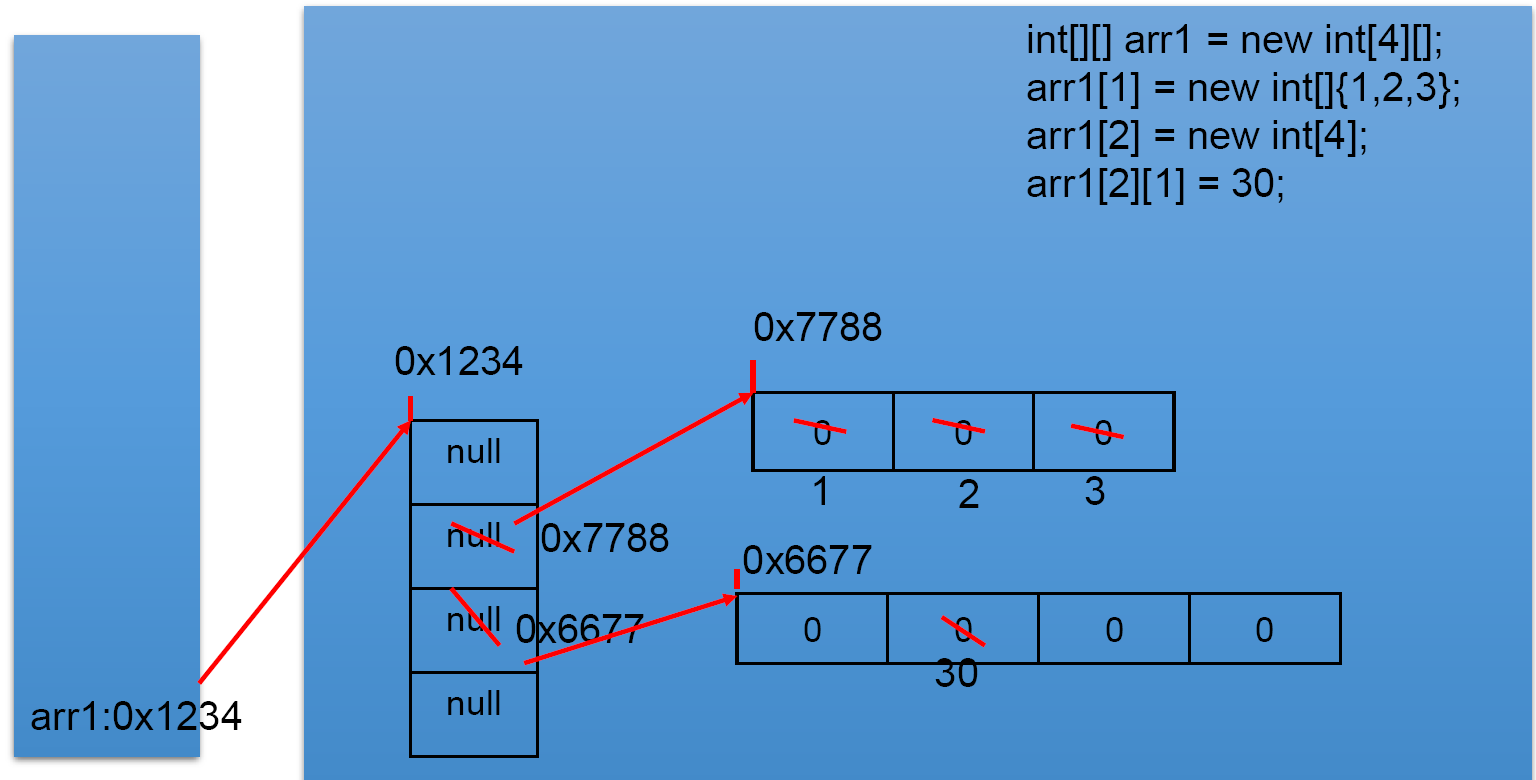 int[][] arr1 = new int[4][];
arr1[1] = new int[]{1,2,3};
arr1[2] = new int[4];
arr1[2][1] = 30;
0x7788
0x1234
null
0 0 0
1 2 3
null 0x7788
0x6677
null 0x6677
0 0 0 0
30
null
arr1:0x1234